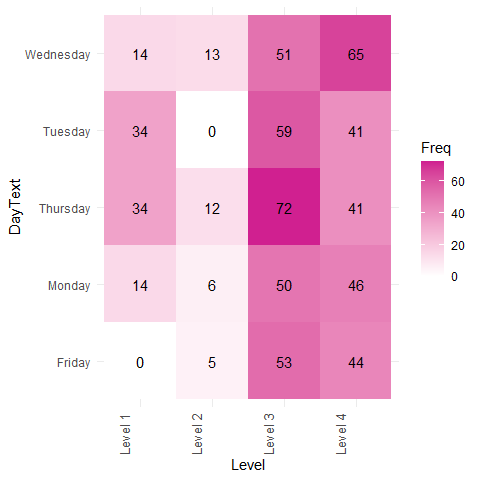 Wednesday 14 13 51 65
Tuesday 34 0 59 41
Thursday 34 12 72 41
Monday 14 6 50 46
Friday 0 5 53 44
Level 1 Level 2 Level 3 Level 4
Level
DayText
Freq
60
40
20
0